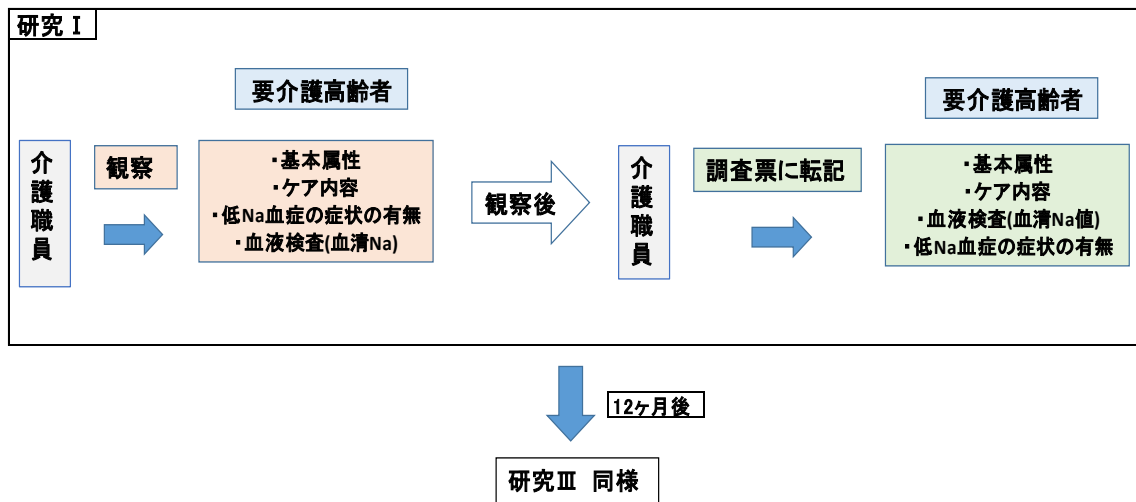 研究Ⅰ
要介護高齢者
介護職員
観察
・基本属性
・ケア内容
・低Na血症の症状の有無
・血液検査(血清Na)
観察後
介護職員
調査票に転記
要介護高齢者
・基本属性
・ケア内容
・血液検査(血清Na値)
・低Na血症の症状の有無
12ヶ月後
研究Ⅲ 同様